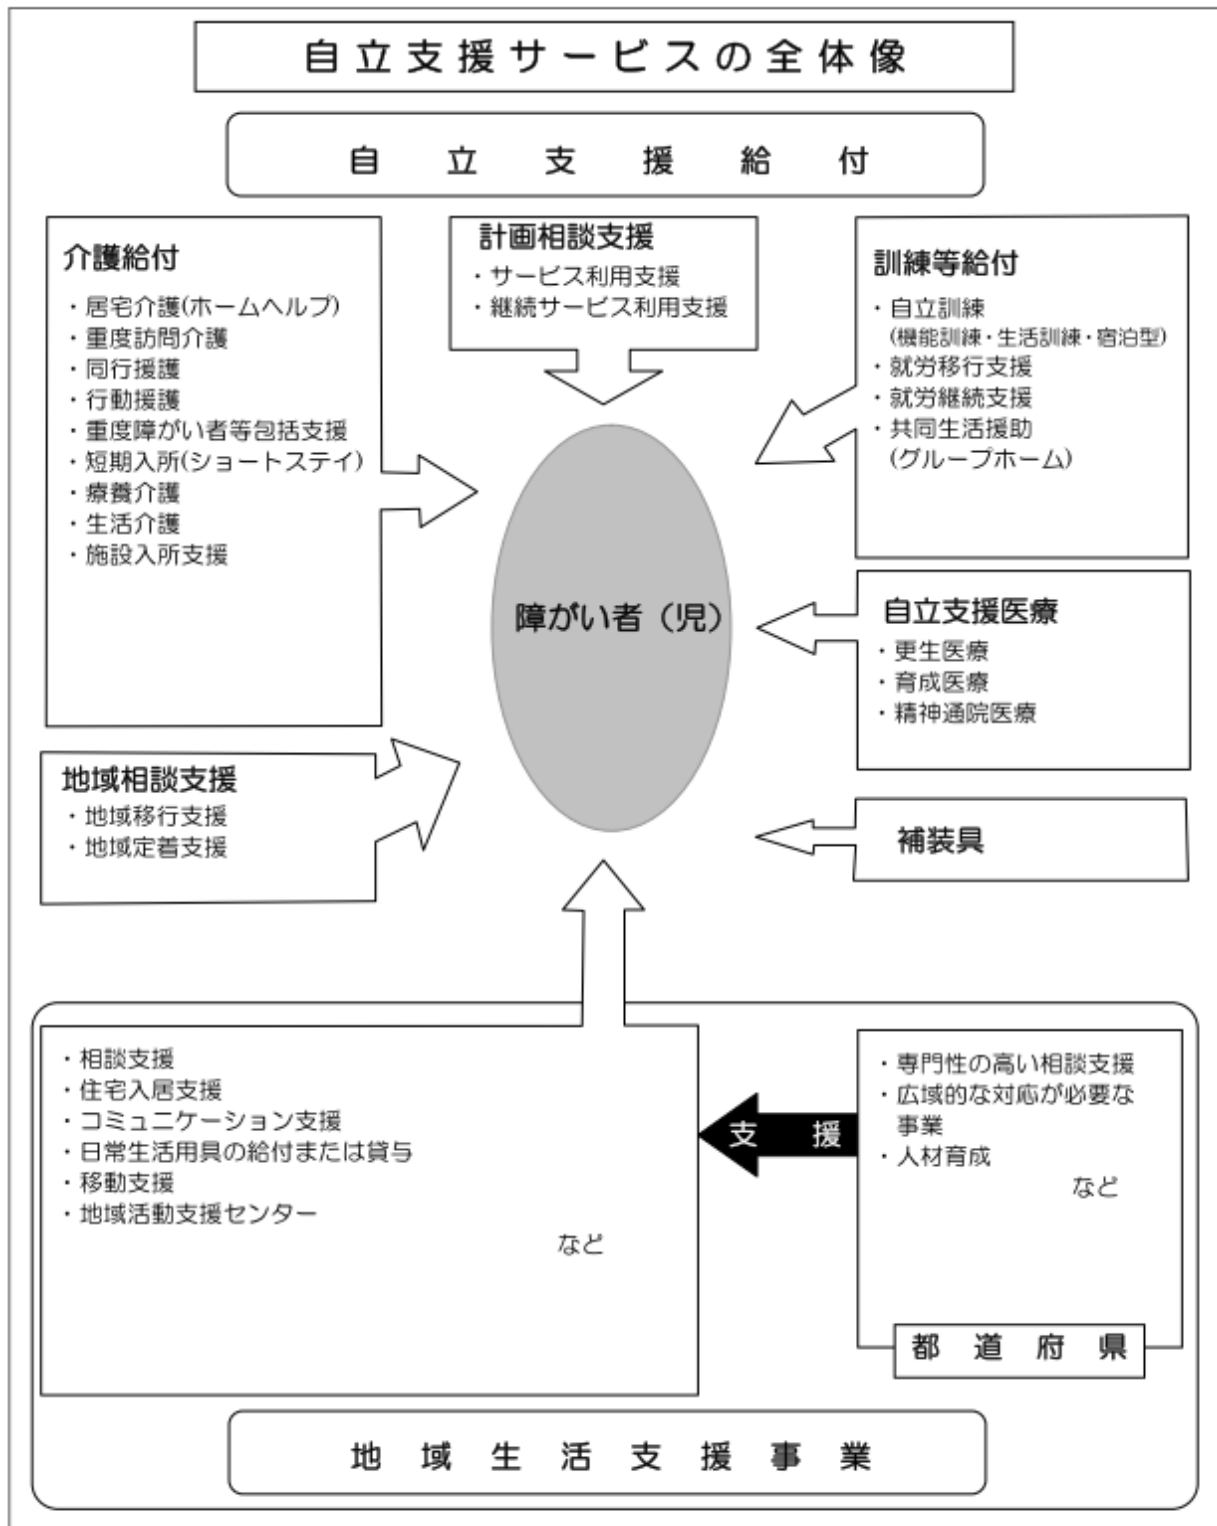 自立支援サービスの全体像
自立支援給付
介護給付
・居宅介護(ホームヘルプ)
・重度訪問介護
・同行援護
・行動援護
・重度障がい者等包括支援
・短期入所(ショートステイ)
・療養介護
・生活介護
・施設入所支援
計画相談支援
・サービス利用支援
・継続サービス利用支援
訓練等給付
・自立訓練
(機能訓練・生活訓練・宿泊型)
・就労移行支援
・就労継続支援
・共同生活援助
(グループホーム)
障がい者（児）
自立支援医療
・更生医療
・育成医療
・精神通院医療
地域相談支援
・地域移行支援
・地域定着支援
補装具
・相談支援
・住宅入居支援
・コミュニケーション支援
・日常生活用具の給付または貸与
・移動支援
・地域活動支援センター
など
支援
・専門性の高い相談支援
・広域的な対応が必要な
事業
・人材育成
など
都道府県
地域生活支援事業